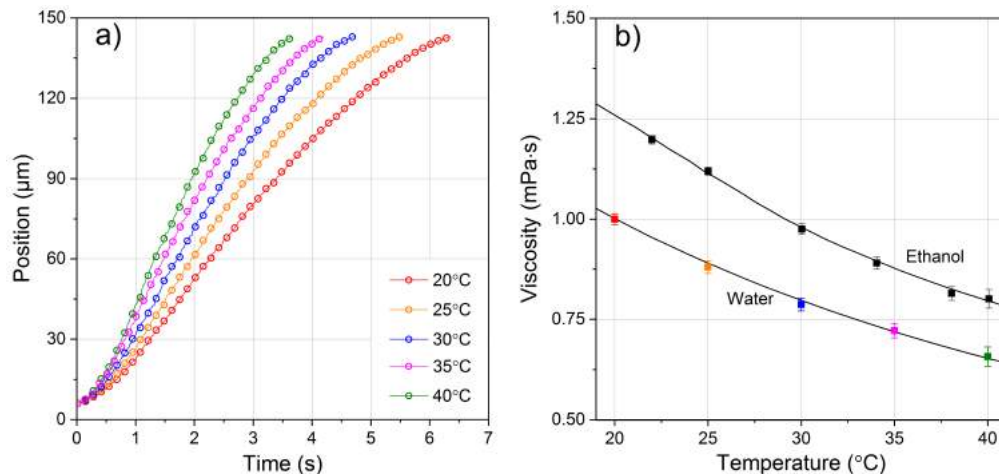 a)
150
120
90
60
30
0
Position (µm)
20°C
25°C
30°C
35°C
40°C
0 1 2 3 4 5 6 7
Time (s)
b)
1.50
1.25
1.00
0.75
0.50
Viscosity (mPa·s)
Ethanol
Water
20 25 30 35 40
Temperature (°C)